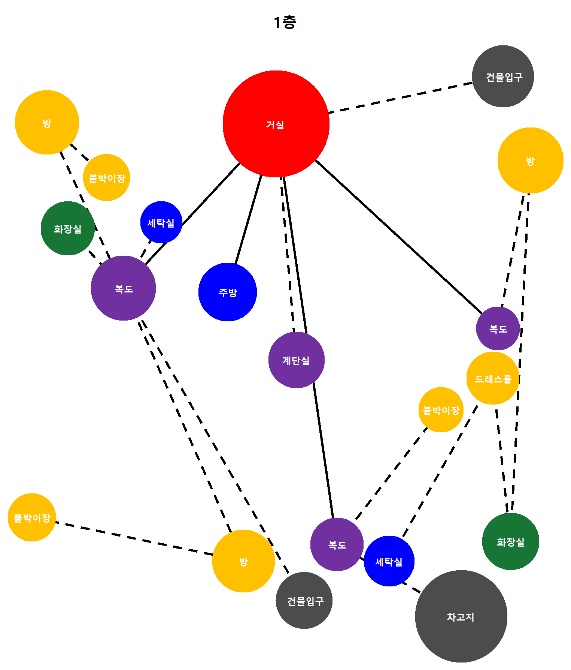 1층
건물입구
거실
방
방
붙박이장
화장실
세탁실
복도
주방
복도
계단실
드레스룸
붙박이장
붙박이장
복도
화장실
방
세탁실
건물입구
차고지